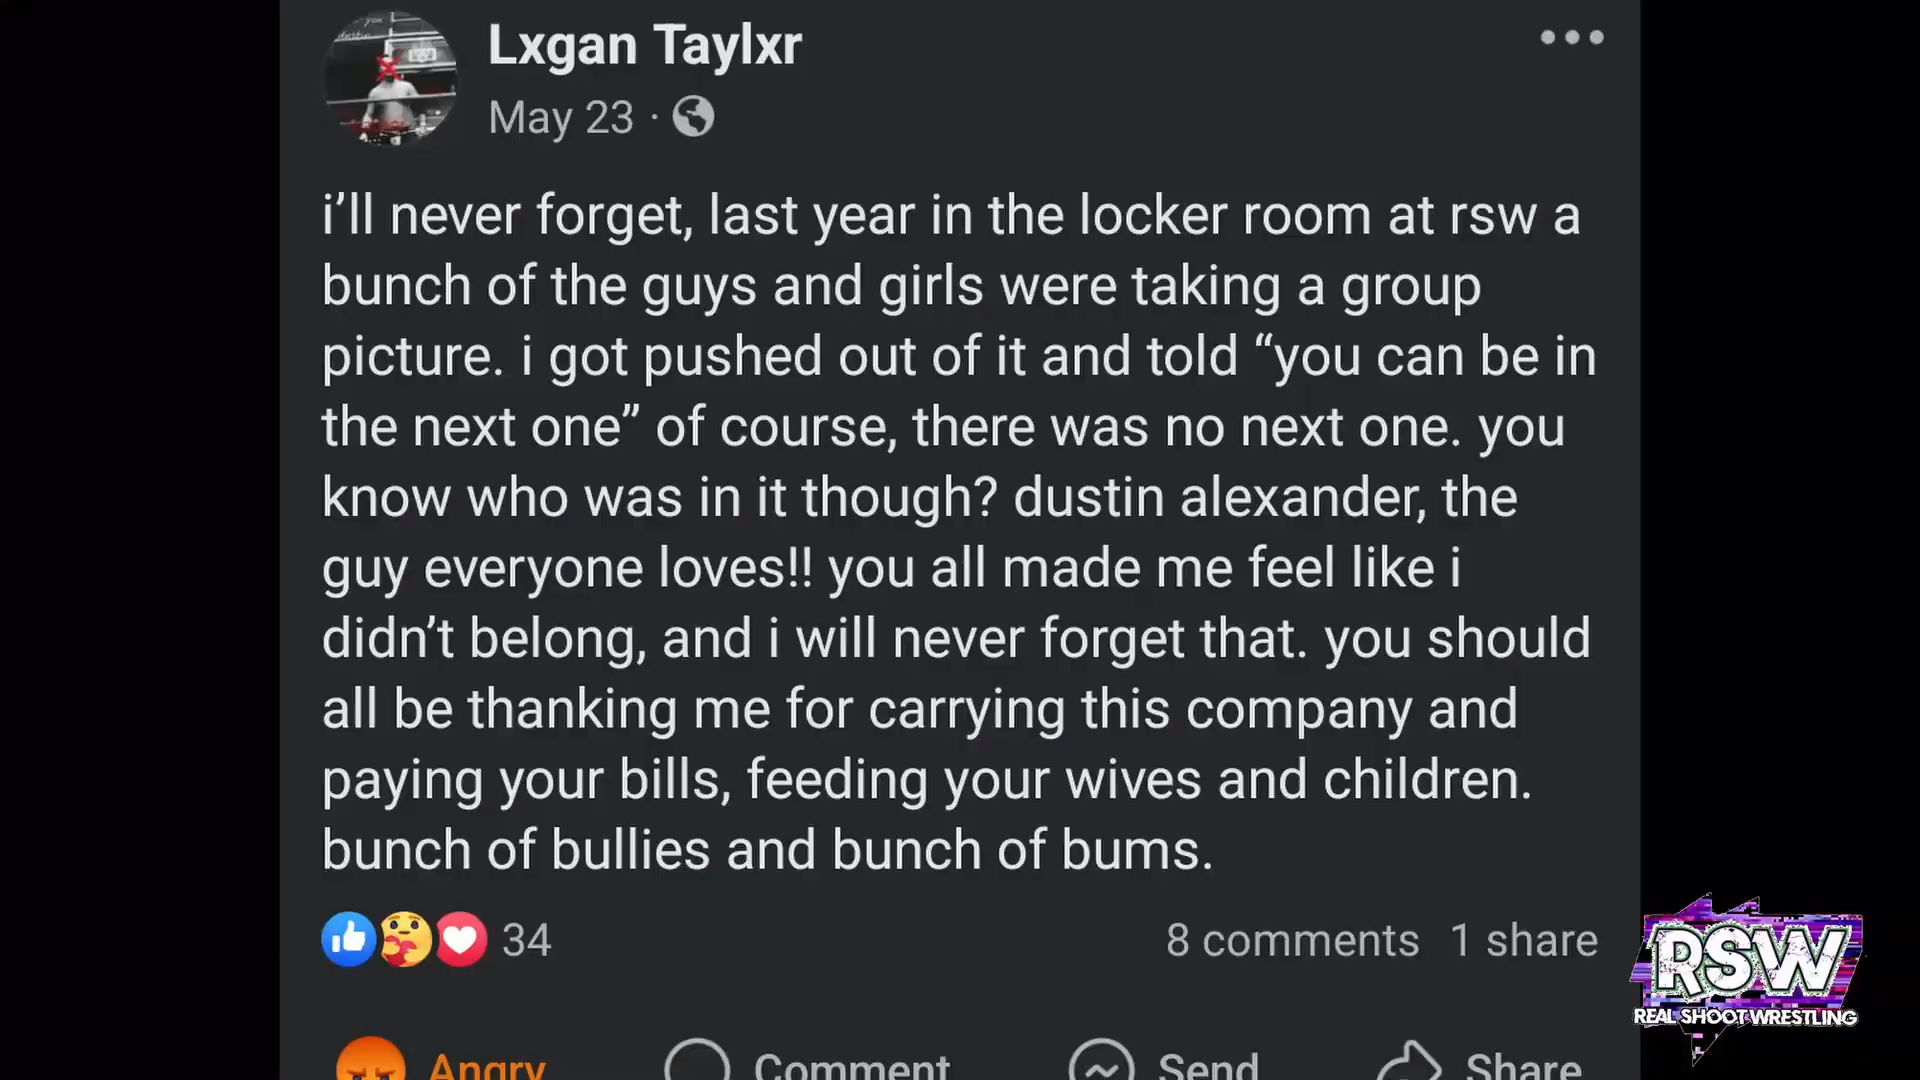 Lxgan Taylxr
May 23 ·
i’ll never forget, last year in the locker room at rsw a
bunch of the guys and girls were taking a group
picture. i got pushed out of it and told “you can be in
the next one” of course, there was no next one. you
know who was in it though? dustin alexander, the
guy everyone loves!! you all made me feel like i
didn’t belong, and i will never forget that. you should
all be thanking me for carrying this company and
paying your bills, feeding your wives and children.
bunch of bullies and bunch of bums.
34
8 comments 1 share
Angry Comment Send Share
RSW
REAL SHOOT WRESTLING